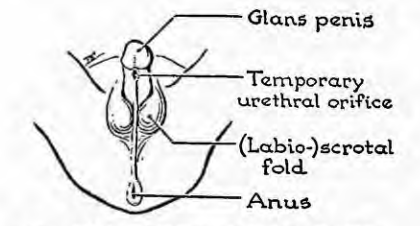 Glans penis
Temporary
urethral orifice
(Labio-)scrotal
fold
Anus